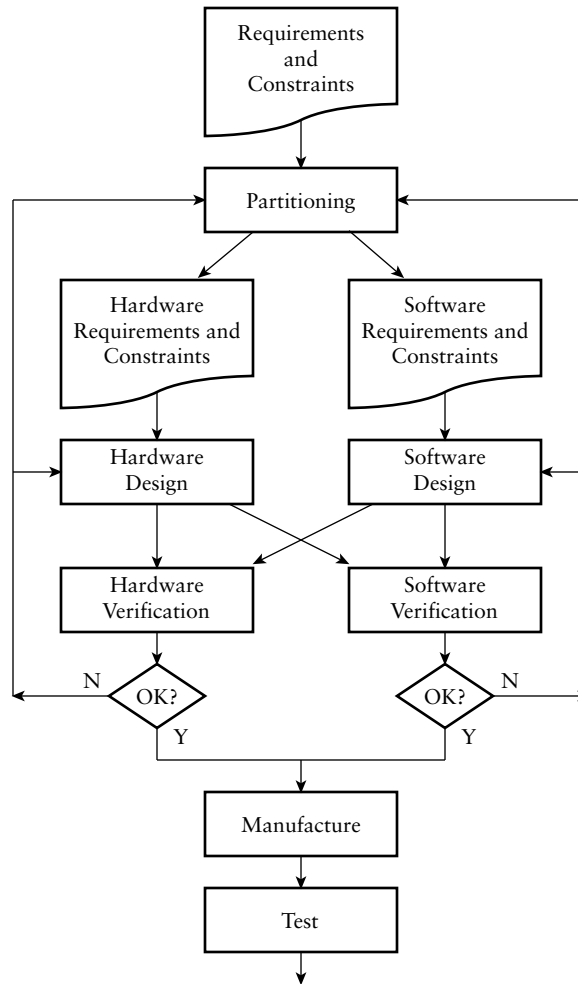 Requirements
and
Constraints
Partitioning
Hardware
Requirements and
Constraints
Software
Requirements and
Constraints
Hardware
Design
Software
Design
Hardware
Verification
Software
Verification
N
OK?
Y
OK?
N
Y
Manufacture
Test